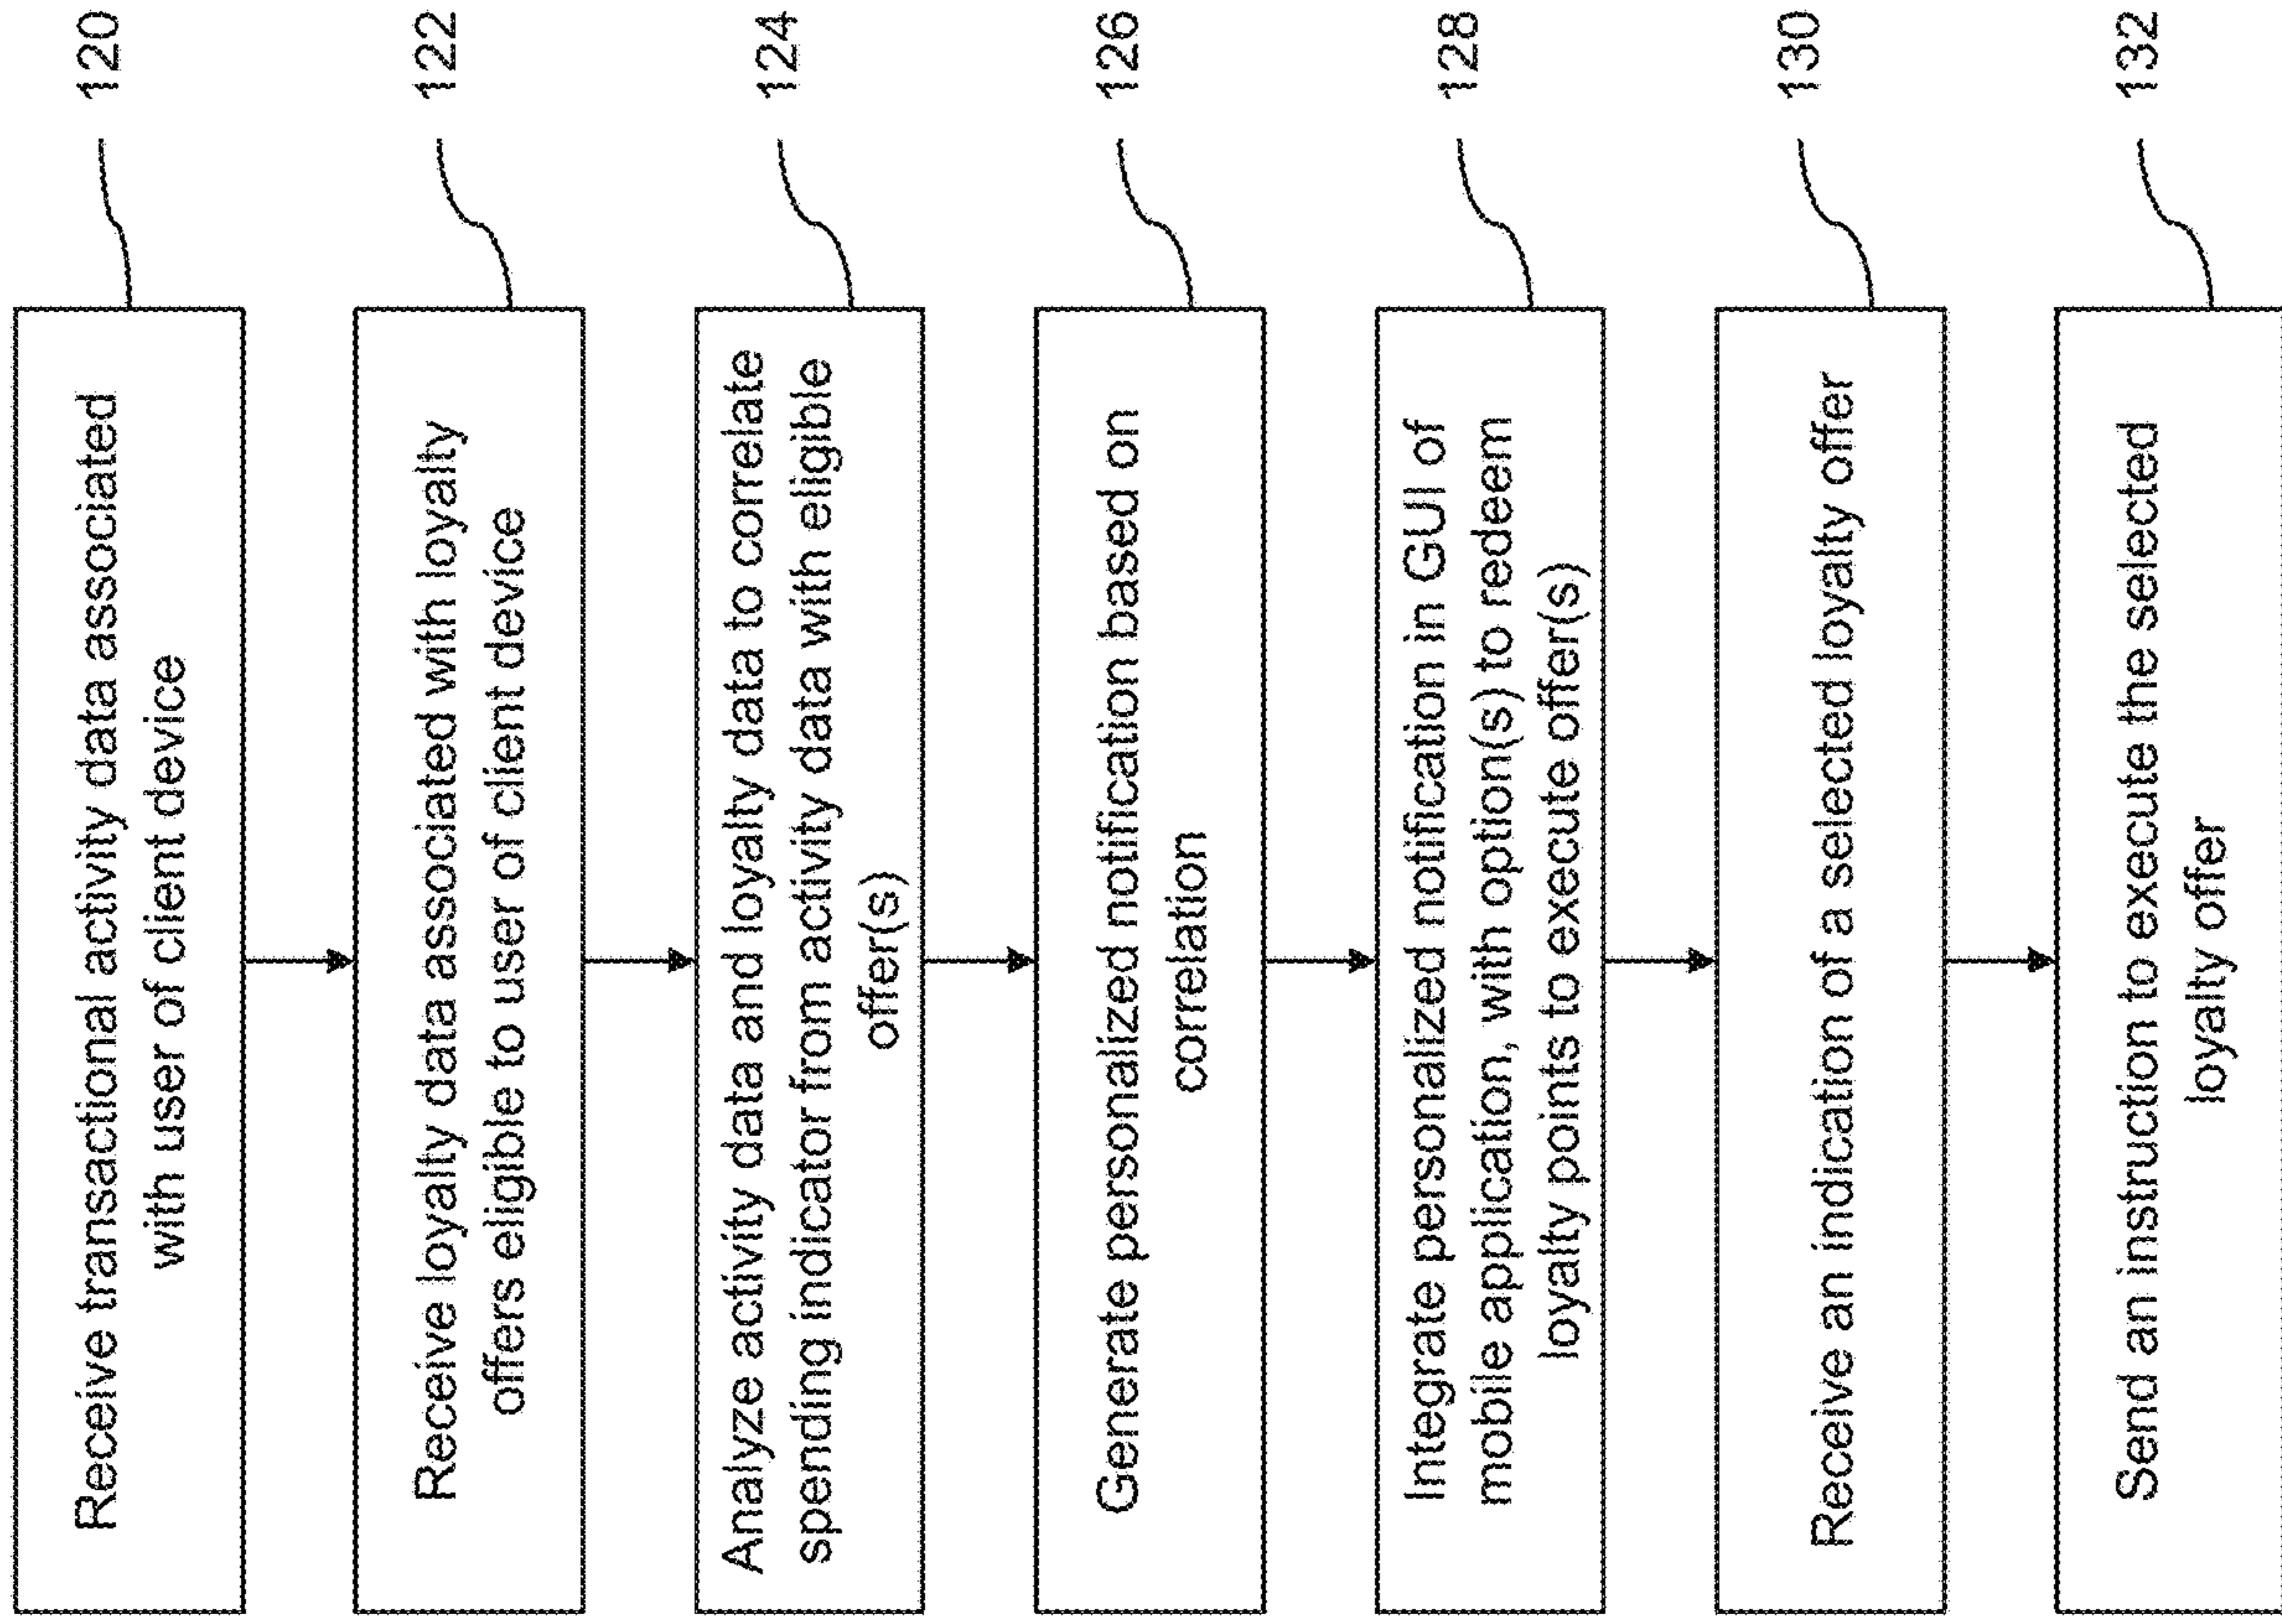 Receive transactional activity data associated
with user of client device
120
Receive loyalty data associated with loyalty
offers eligible to user of client device
122
Analyze activity data and loyalty data to correlate
spending indicator from activity data with eligible
offer(s)
124
Generate personalized notification based on
correlation
126
Integrate personalized notification in GUI of
mobile application, with option(s) to redeem
loyalty points to execute offer(s)
128
Receive an indication of a selected loyalty offer
130
Send an instruction to execute the selected
loyalty offer
132